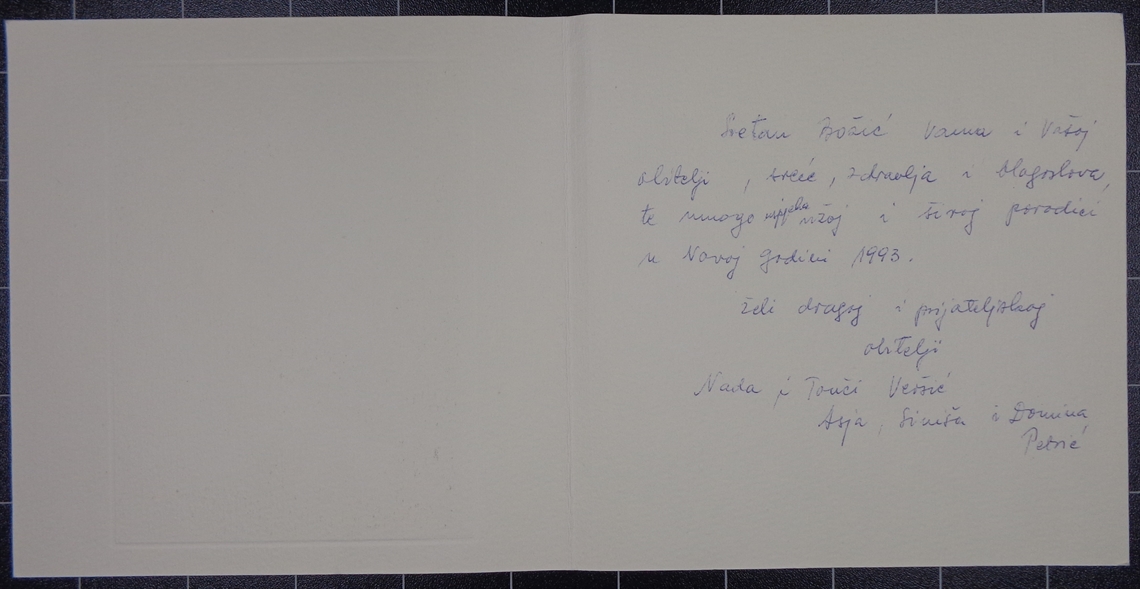 Sretan Božić Vama i Vašoj
obitelji, sreće, zdravlja i blagoslova,
te mnogo uspjeha užoj i široj porodici
u Novoj godini 1993.
želi dragoj i prijateljskoj
obitelji
Nada i Tonči Veršić
Asja, Siniša i Domina
Petrić